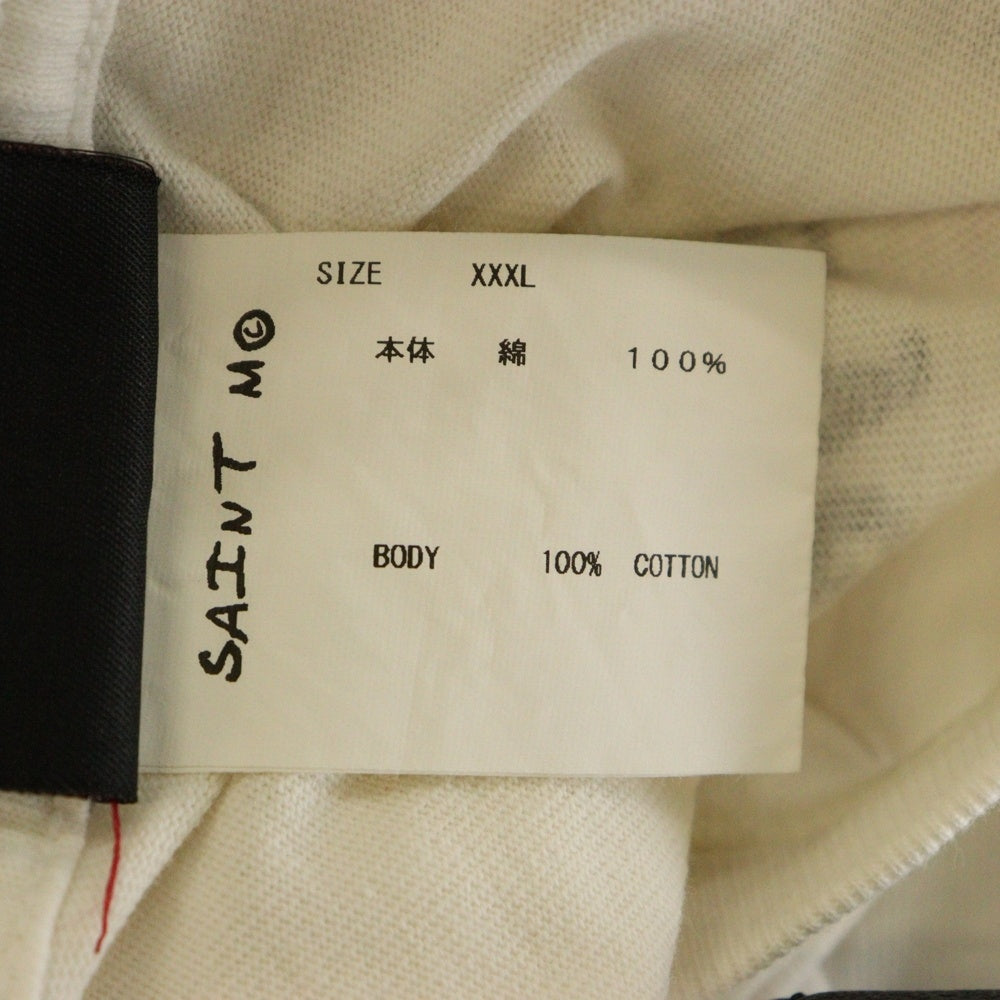 SIZE XXXL
本体 綿 100%
BODY 100% COTTON
SAINT M©